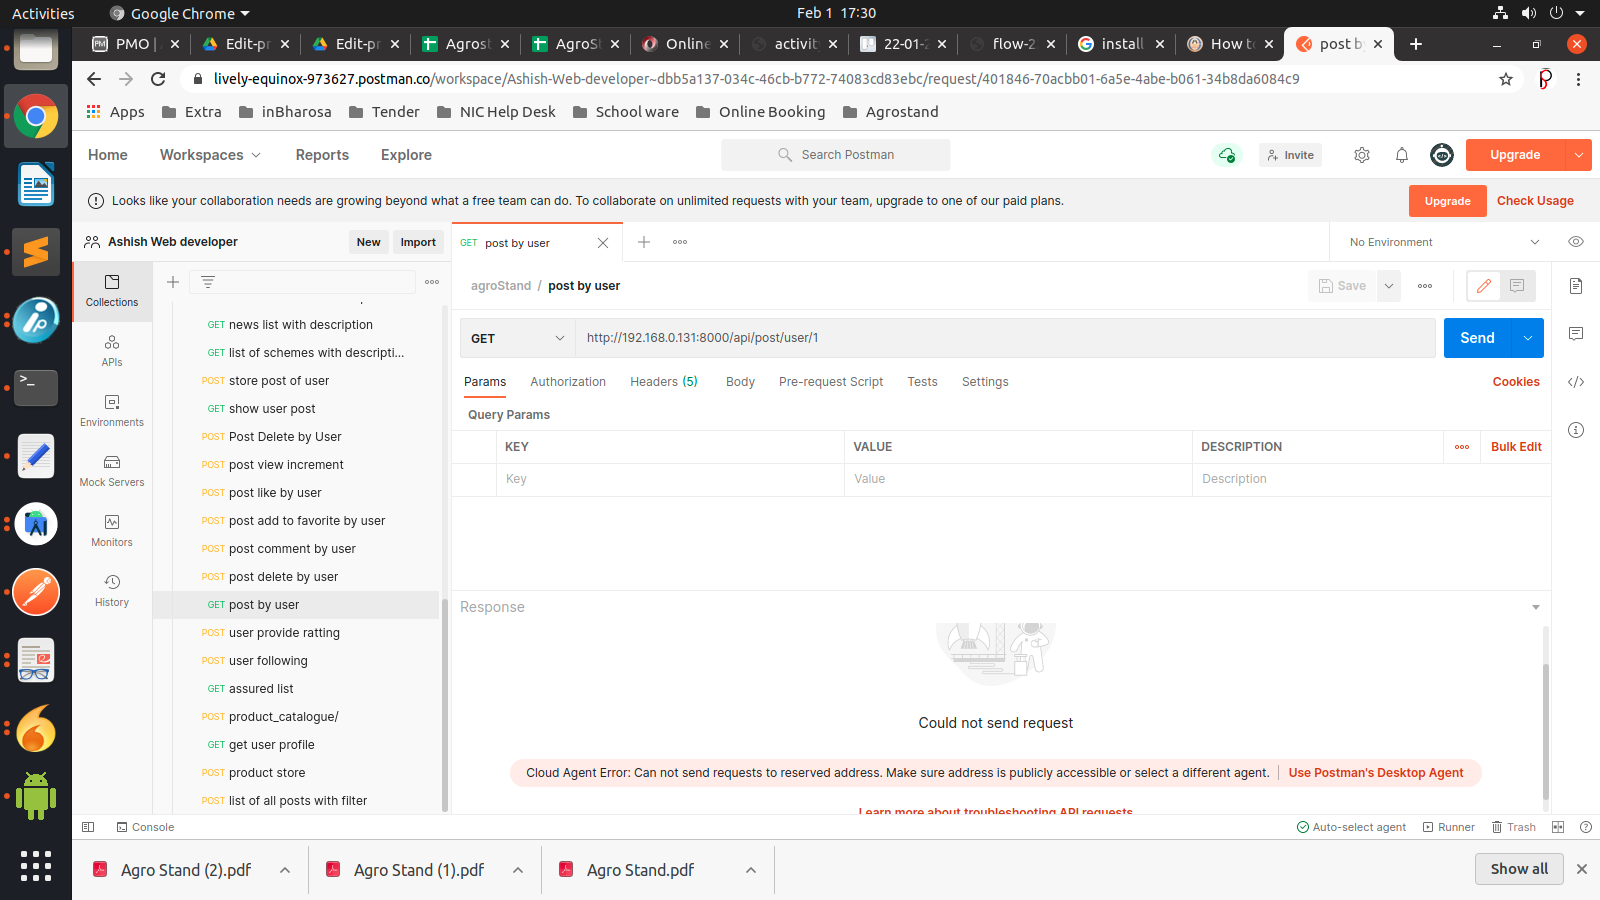 Activities
Google Chrome
Feb 1 17:30
PMO | Edit-pr Edit-pr Agrost AgroSt Online activity 22-01-2 flow-2 install How to post by
lively-equinox-973627.postman.co/workspace/Ashish-Web-developer~dbb5a137-034c-46cb-b772-74083cd83ebc/request/401846-70acbb01-6a5e-4abe-b061-34b8da6084c9
Apps Extra inBharosa Tender NIC Help Desk School ware Online Booking Agrostand
Home Workspaces Reports Explore Search Postman Invite Upgrade
Looks like your collaboration needs are growing beyond what a free team can do. To collaborate on unlimited requests with your team, upgrade to one of our paid plans. Upgrade Check Usage
Ashish Web developer New Import
GET post by user No Environment
Collections
APIs
Environments
Mock Servers
Monitors
History
GET news list with description
GET list of schemes with descripti...
POST store post of user
GET show user post
POST Post Delete by User
POST post view increment
POST post like by user
POST post add to favorite by user
POST post comment by user
POST post delete by user
GET post by user
POST user provide ratting
POST user following
GET assured list
POST product_catalogue/
GET get user profile
POST product store
POST list of all posts with filter
agroStand / post by user Save
GET http://192.168.0.131:8000/api/post/user/1 Send
Params Authorization Headers (5) Body Pre-request Script Tests Settings Cookies
Query Params
KEY VALUE DESCRIPTION Bulk Edit
Key Value Description
Response
Could not send request
Cloud Agent Error: Can not send requests to reserved address. Make sure address is publicly accessible or select a different agent. Use Postman's Desktop Agent
Learn more about troubleshooting API requests
Console Auto-select agent Runner Trash
Agro Stand (2).pdf Agro Stand (1).pdf Agro Stand.pdf Show all